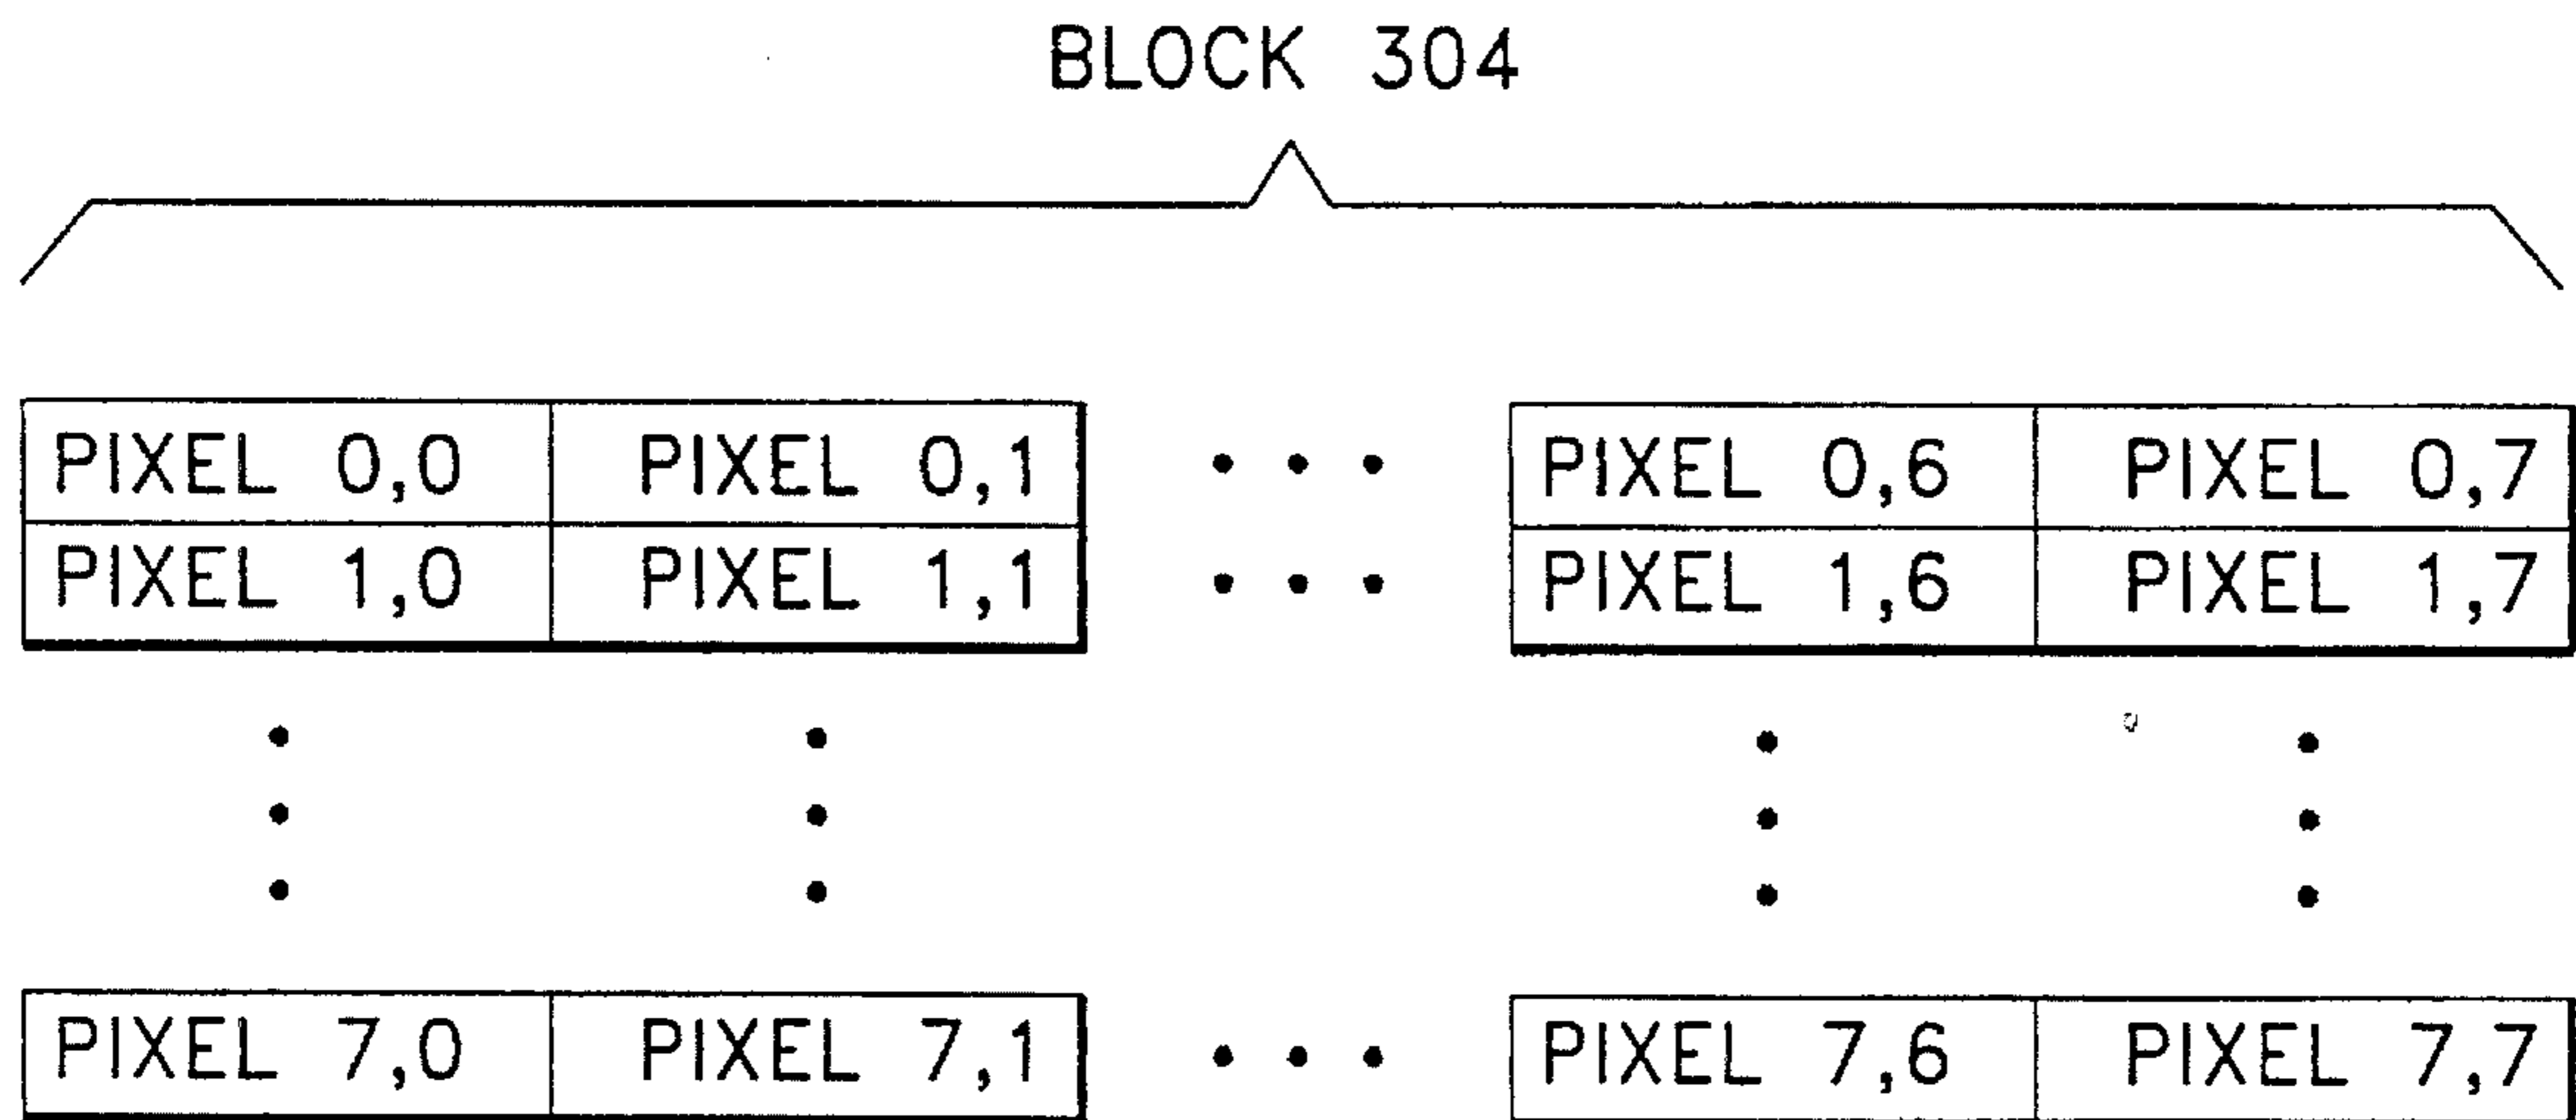 BLOCK 304
PIXEL 0,0 PIXEL 0,1 • • • PIXEL 0,6 PIXEL 0,7
PIXEL 1,0 PIXEL 1,1 • • • PIXEL 1,6 PIXEL 1,7
PIXEL 7,0 PIXEL 7,1 • • • PIXEL 7,6 PIXEL 7,7